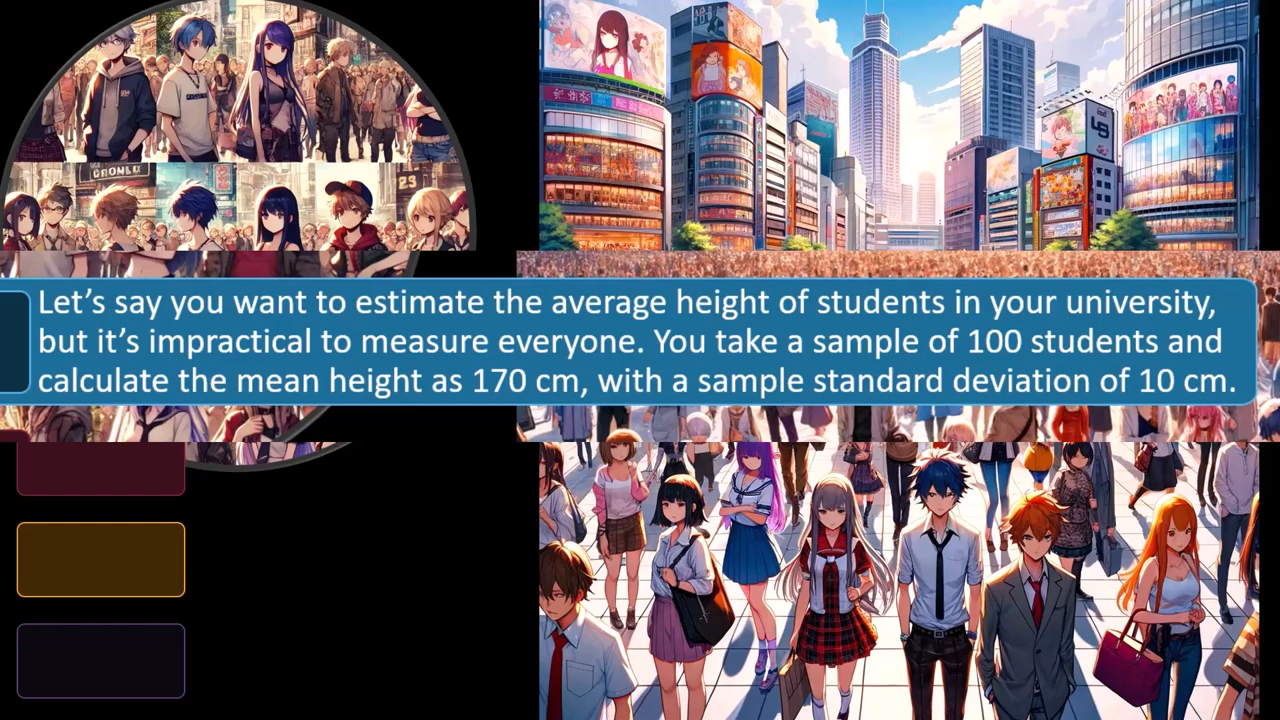 Let’s say you want to estimate the average height of students in your university,
but it’s impractical to measure everyone. You take a sample of 100 students and
calculate the mean height as 170 cm, with a sample standard deviation of 10 cm.
23